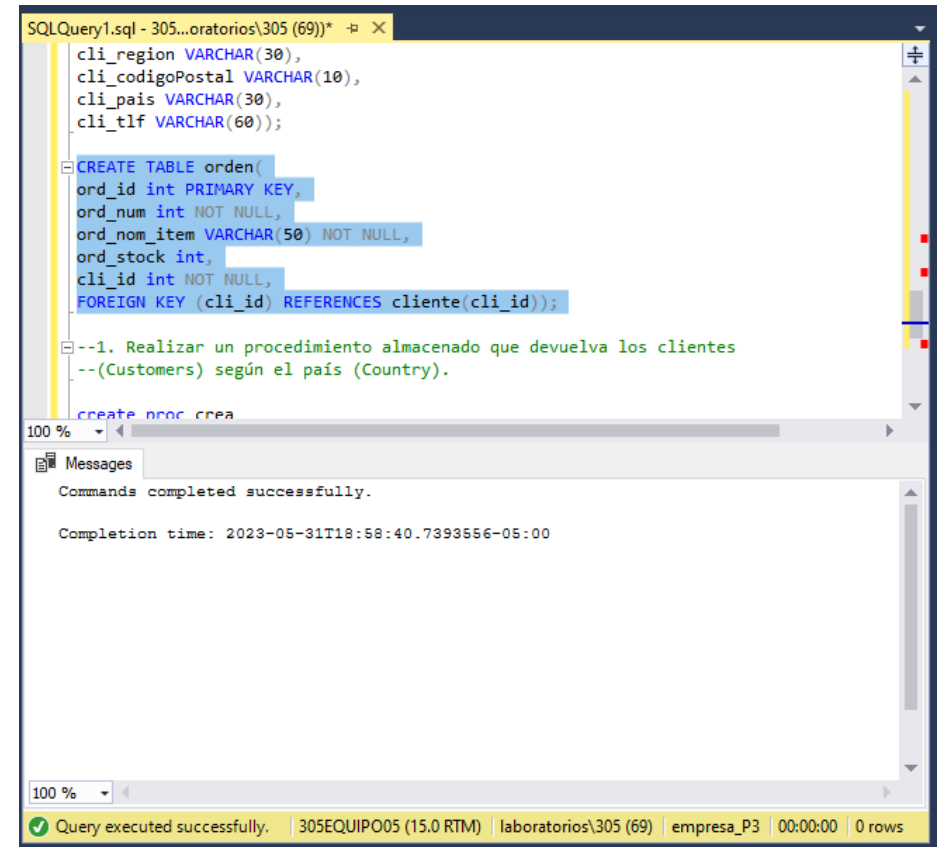 SQLQuery1.sql - 305...oratorios\305 (69))*
cli_region VARCHAR(30),
cli_codigoPostal VARCHAR(10),
cli_pais VARCHAR(30),
cli_tlf VARCHAR(60));
CREATE TABLE orden(
ord_id int PRIMARY KEY,
ord_num int NOT NULL,
ord_nom_item VARCHAR(50) NOT NULL,
ord_stock int,
cli_id int NOT NULL,
FOREIGN KEY (cli_id) REFERENCES cliente(cli_id));
--1. Realizar un procedimiento almacenado que devuelva los clientes
--(Customers) según el país (Country).
create proc crea
100 %
Messages
Commands completed successfully.
Completion time: 2023-05-31T18:58:40.7393556-05:00
100 %
Query executed successfully. 305EQUIPO05 (15.0 RTM) laboratorios\305 (69) empresa_P3 00:00:00 0 rows